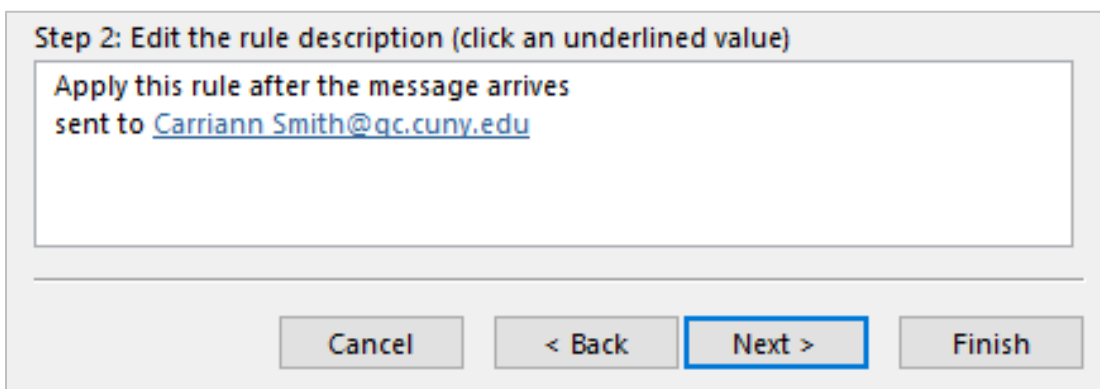 Step 2: Edit the rule description (click an underlined value)
Apply this rule after the message arrives
sent to Carriann Smith@qc.cuny.edu
Cancel
< Back
Next >
Finish